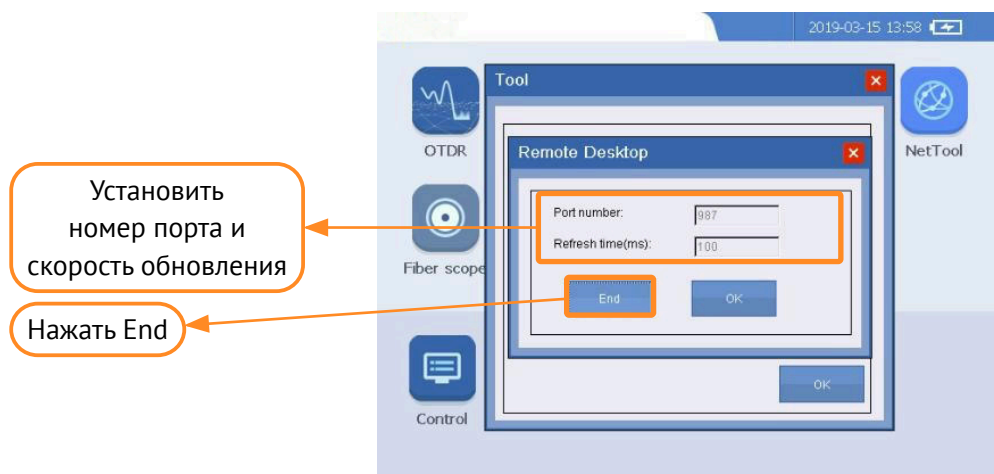 2019-03-15 13:58
Tool
OTDR
NetTool
Remote Desktop
Установить
номер порта и
скорость обновления
Port number: 987
Refresh time(ms): 100
Fiber scope
End OK
Нажать End
OK
Control